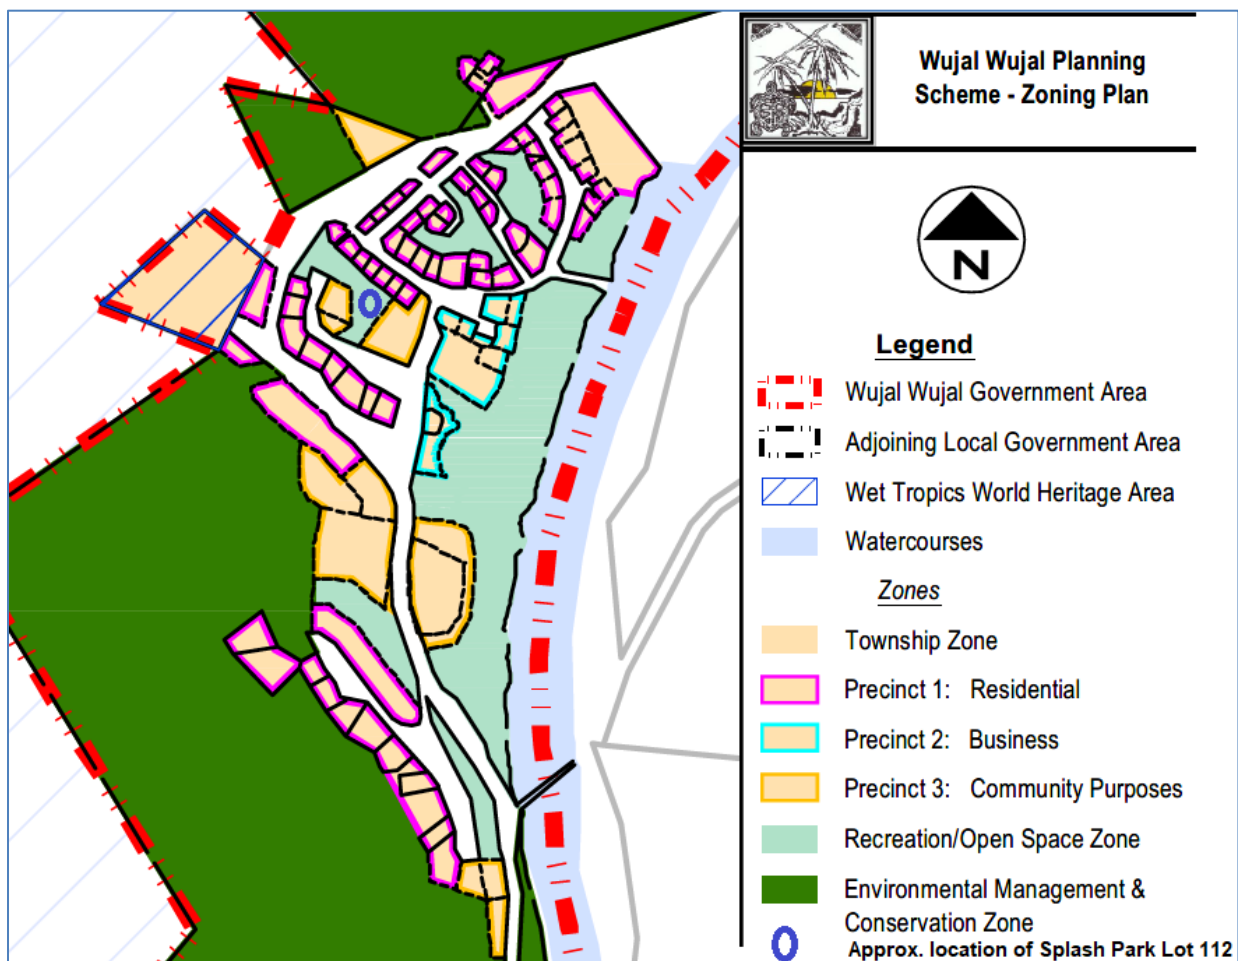 Wujal Wujal Planning
Scheme - Zoning Plan
N
Legend
Wujal Wujal Government Area
Adjoining Local Government Area
Wet Tropics World Heritage Area
Watercourses
Zones
Township Zone
Precinct 1: Residential
Precinct 2: Business
Precinct 3: Community Purposes
Recreation/Open Space Zone
Environmental Management &
Conservation Zone
Approx. location of Splash Park Lot 112